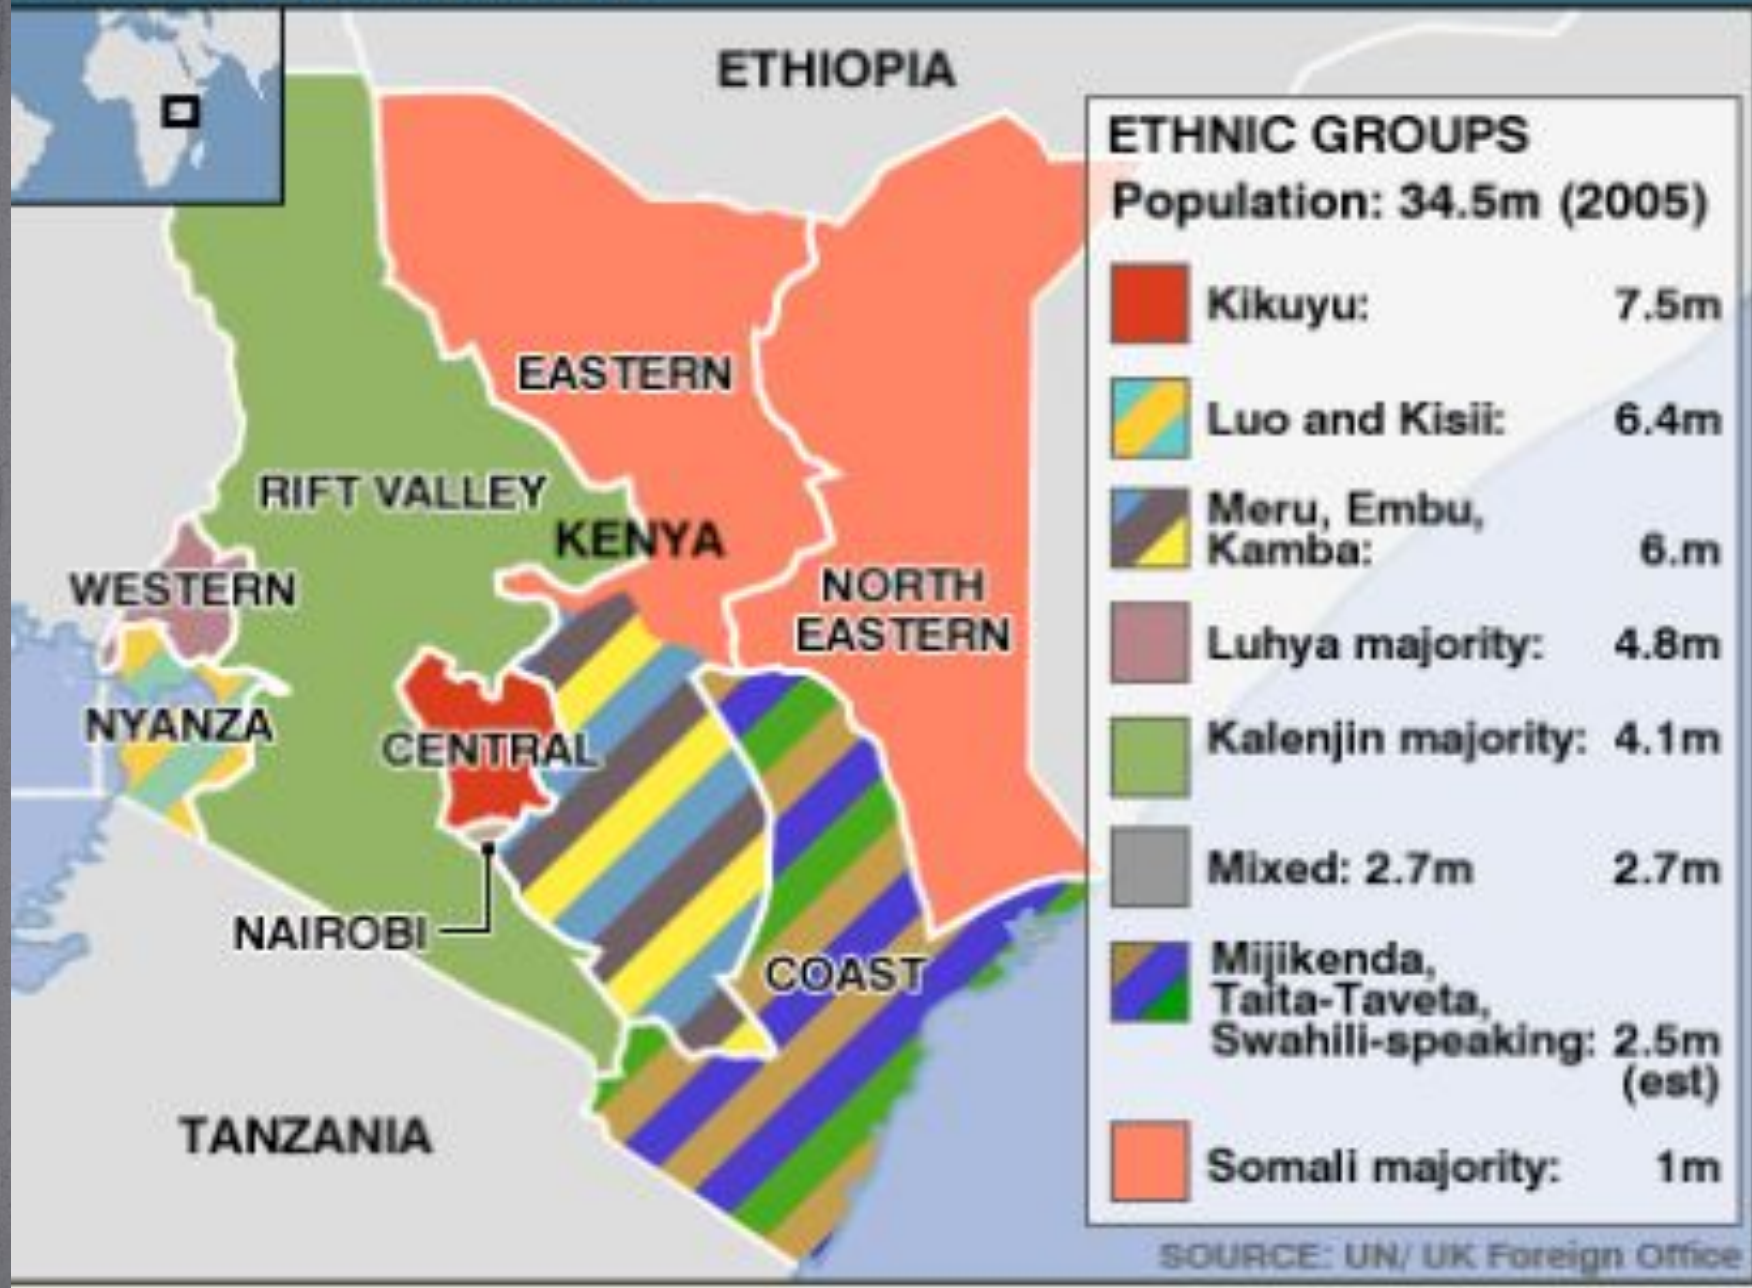 ETHIOPIA
ETHNIC GROUPS
Population: 34.5m (2005)
Kikuyu: 7.5m
Luo and Kisii: 6.4m
Meru, Embu,
Kamba: 6.m
Luhya majority: 4.8m
Kalenjin majority: 4.1m
Mixed: 2.7m 2.7m
Mijikenda,
Taita-Taveta,
Swahili-speaking: 2.5m
(est)
Somali majority: 1m
SOURCE: UN/ UK Foreign Office
EASTERN
RIFT VALLEY
KENYA
WESTERN
NORTH
EASTERN
NYANZA
CENTRAL
NAIROBI
COAST
TANZANIA